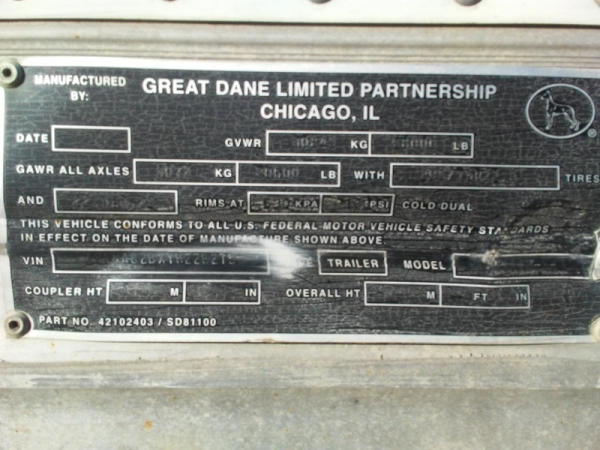 MANUFACTURED BY: GREAT DANE LIMITED PARTNERSHIP
CHICAGO, IL
®
DATE GVWR KG LB
GAWR ALL AXLES KG LB WITH TIRES
AND RIMS AT KPA PSI COLD DUAL
THIS VEHICLE CONFORMS TO ALL U.S. FEDERAL MOTOR VEHICLE SAFETY STANDARDS
IN EFFECT ON THE DATE OF MANUFACTURE SHOWN ABOVE
VIN TRAILER MODEL
COUPLER HT M IN OVERALL HT M FT IN
PART NO. 42102403 / SD81100